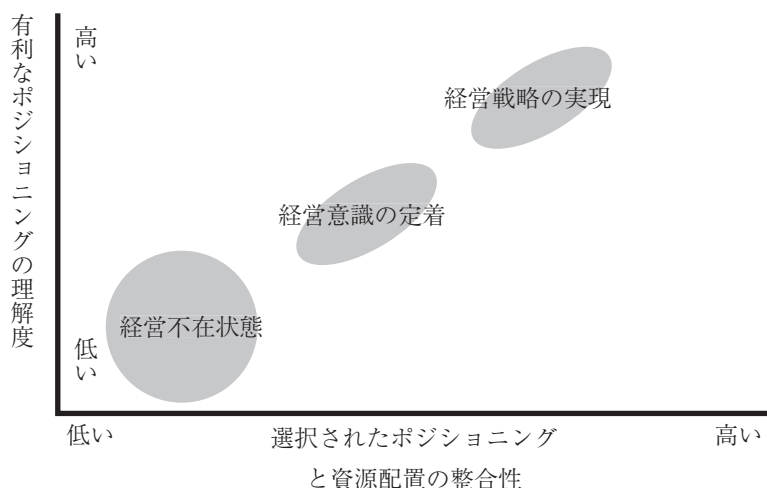 有利なポジショニングの理解度
高い
経営戦略の実現
経営意識の定着
経営不在状態
低い
低い
選択されたポジショニング
高い
と資源配置の整合性